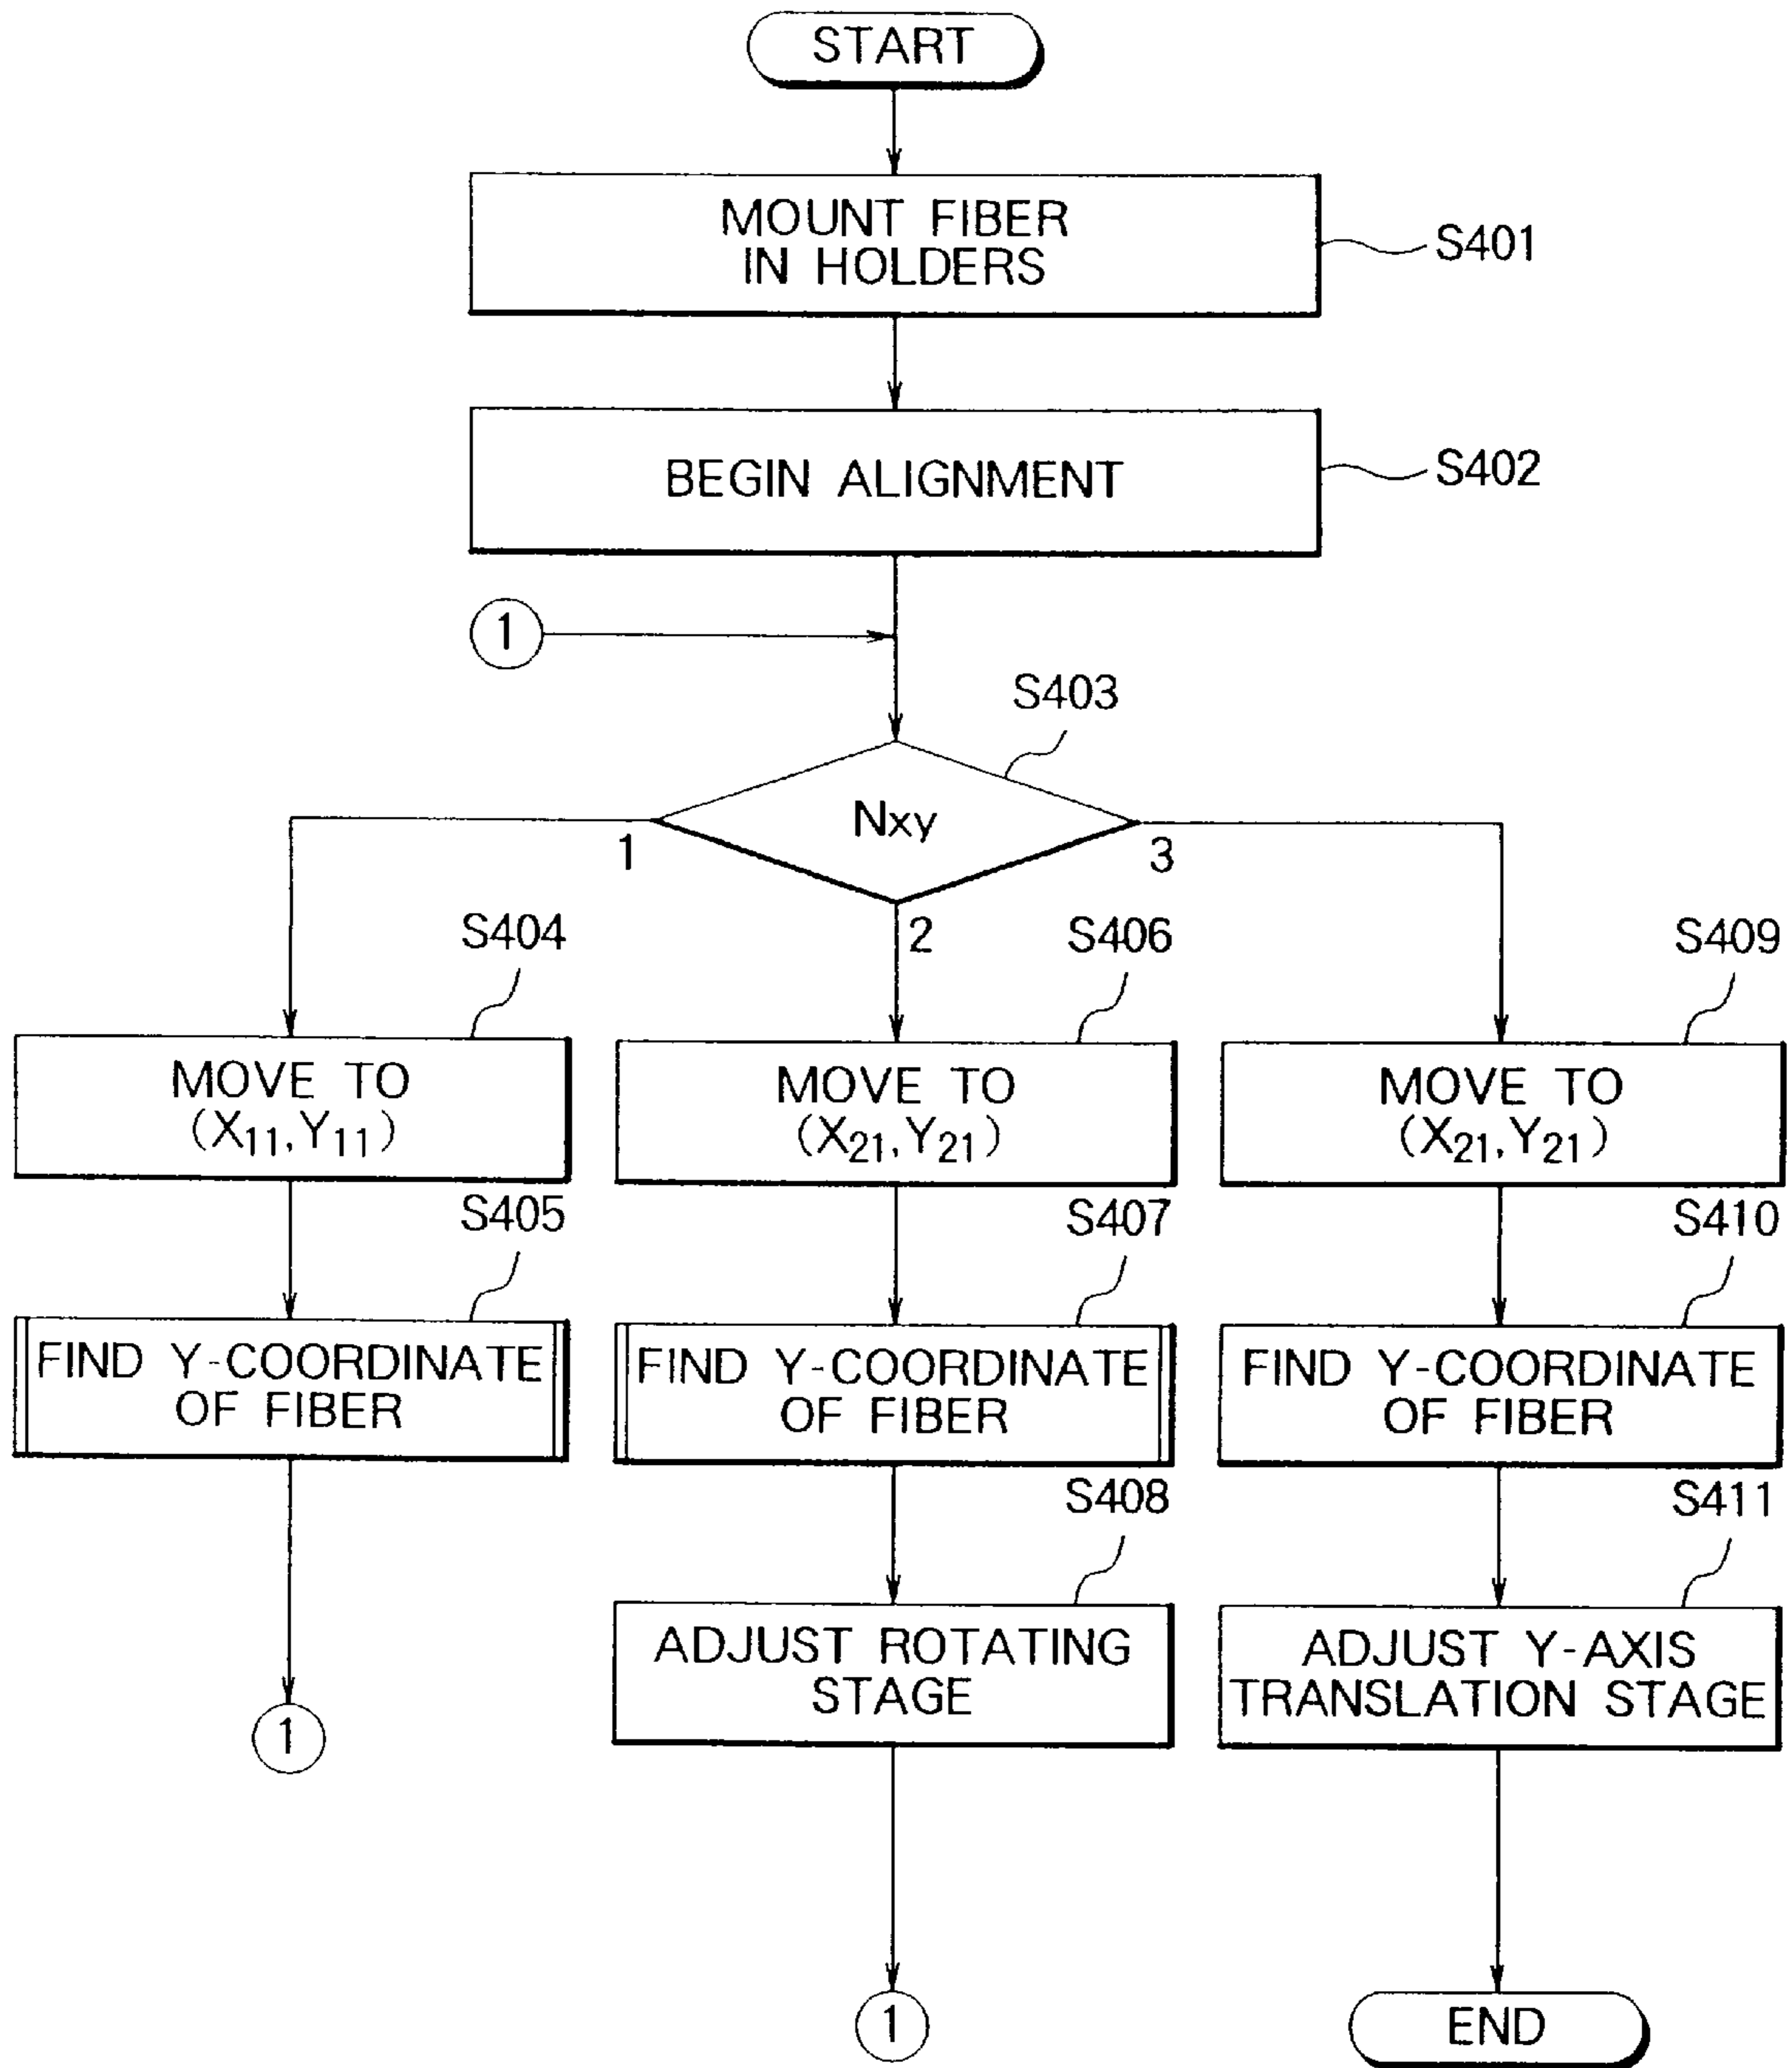 START
MOUNT FIBER
IN HOLDERS
S401
BEGIN ALIGNMENT
S402
1
S403
Nxy
1
2
3
S404
MOVE TO
(X11,Y11)
S405
FIND Y-COORDINATE
OF FIBER
1
S406
MOVE TO
(X21,Y21)
S407
FIND Y-COORDINATE
OF FIBER
S408
ADJUST ROTATING
STAGE
1
S409
MOVE TO
(X21,Y21)
S410
FIND Y-COORDINATE
OF FIBER
S411
ADJUST Y-AXIS
TRANSLATION STAGE
END